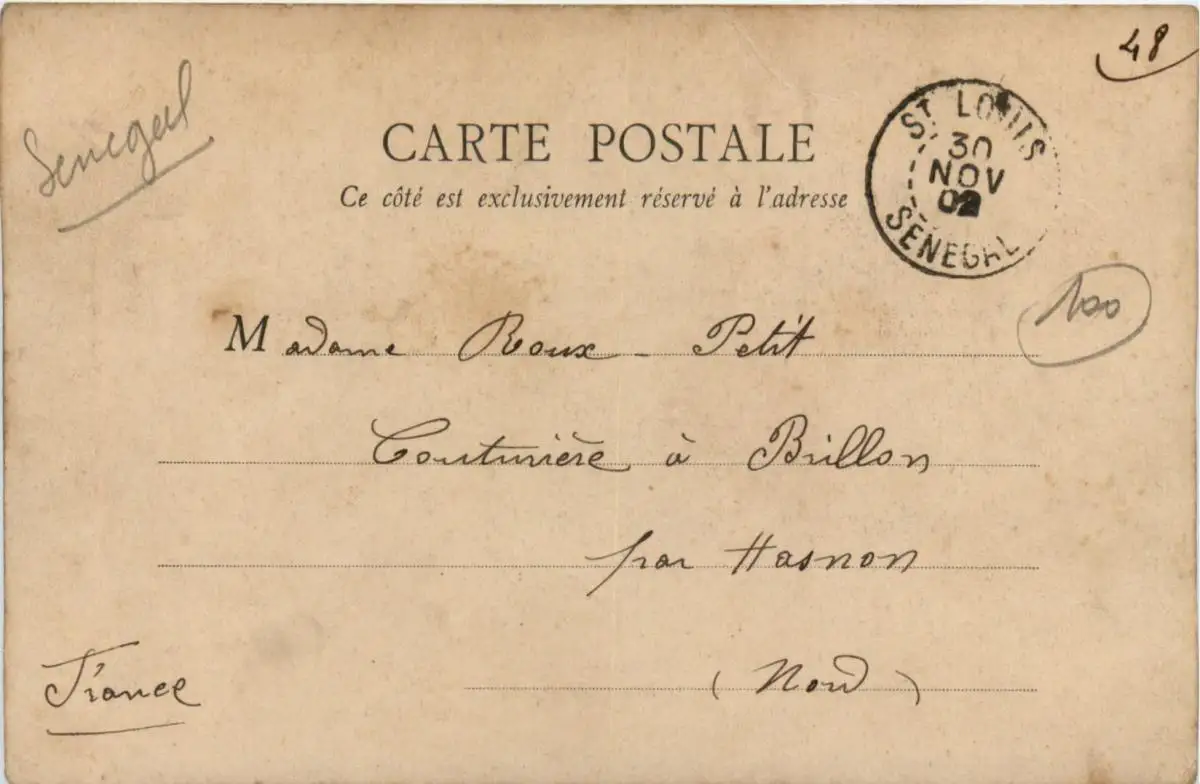 48
Senegal
CARTE POSTALE
Ce côté est exclusivement réservé à l'adresse
ST LOUIS
30
NOV
02
SENEGAL
100
Madame Roux - Petit
Couturière à Brillon
par Hasnon
(Nord)
France